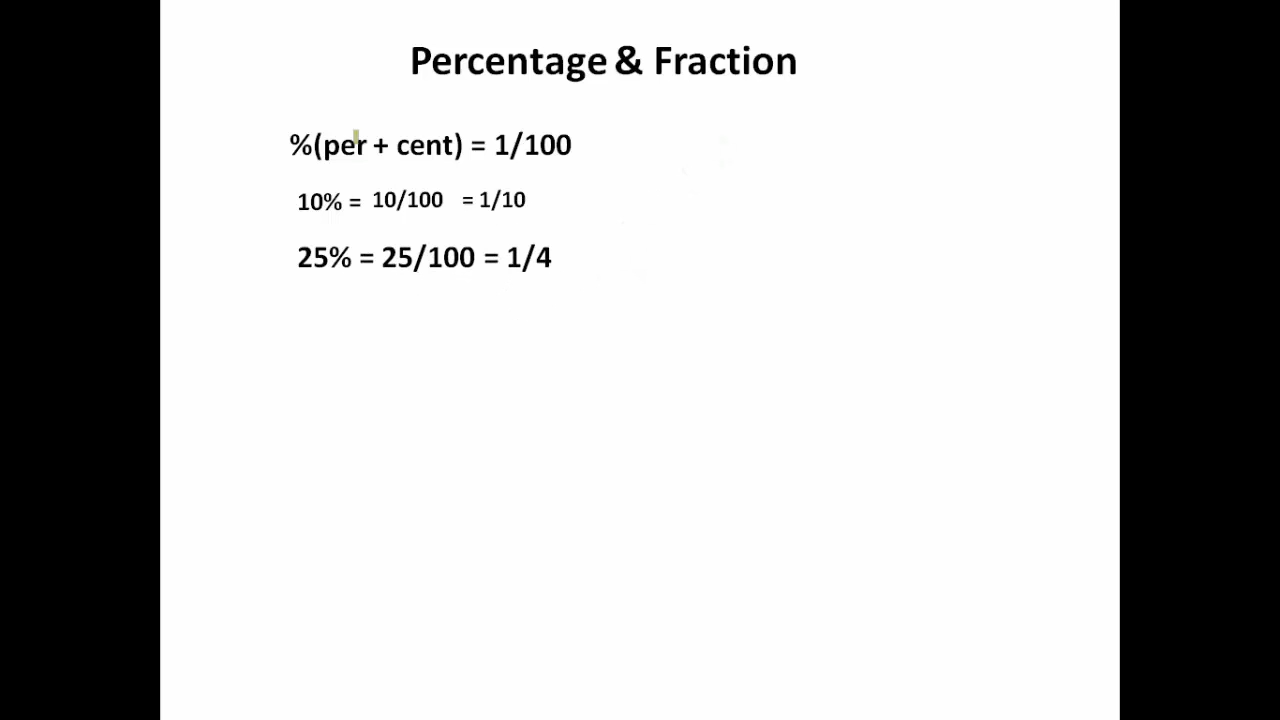 Percentage & Fraction
%(per + cent) = 1/100
10% = 10/100 = 1/10
25% = 25/100 = 1/4